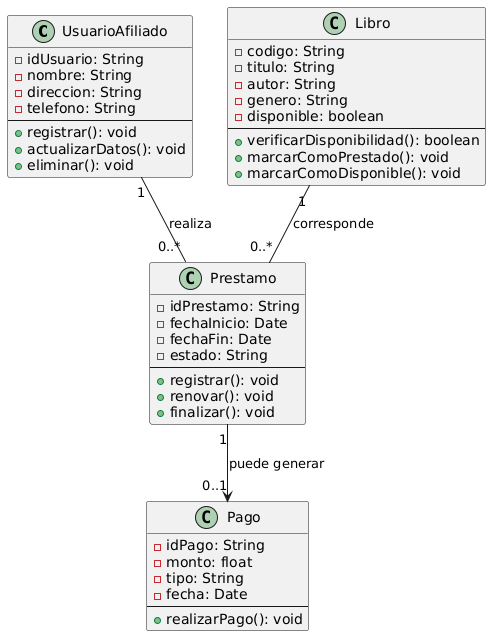 C UsuarioAfiliado
idUsuario: String
nombre: String
direccion: String
telefono: String
registrar(): void
actualizarDatos(): void
eliminar(): void
C Libro
codigo: String
titulo: String
autor: String
genero: String
disponible: boolean
verificarDisponibilidad(): boolean
marcarComoPrestado(): void
marcarComoDisponible(): void
1
realiza
0..*
1
corresponde
0..*
C Prestamo
idPrestamo: String
fechaInicio: Date
fechaFin: Date
estado: String
registrar(): void
renovar(): void
finalizar(): void
1
puede generar
0..1
C Pago
idPago: String
monto: float
tipo: String
fecha: Date
realizarPago(): void